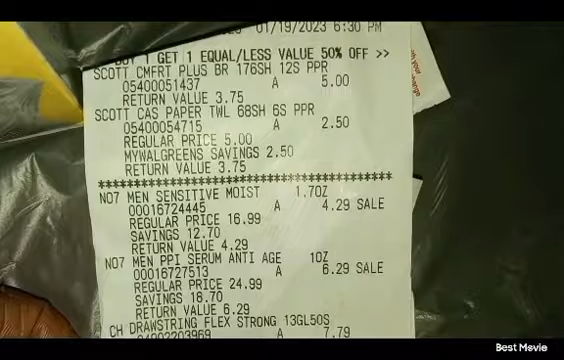 01/19/2023 6:30 PM
BUY 1 GET 1 EQUAL/LESS VALUE 50% OFF >>
SCOTT CMFRT PLUS BR 176SH 12S PPR
05400051437 A 5.00
RETURN VALUE 3.75
SCOTT CAS PAPER TWL 68SH 6S PPR
05400054715 A 2.50
REGULAR PRICE 5.00
MYWALGREENS SAVINGS 2.50
RETURN VALUE 3.75
NO7 MEN SENSITIVE MOIST 1.7OZ
00016724445 A 4.29 SALE
REGULAR PRICE 16.99
SAVINGS 12.70
RETURN VALUE 4.29
NO7 MEN PPI SERUM ANTI AGE 1OZ
00016727513 A 6.29 SALE
REGULAR PRICE 24.99
SAVINGS 18.70
RETURN VALUE 6.29
CH DRAWSTRING FLEX STRONG 13GL50S
04900203969 A 7.79
Best Movie